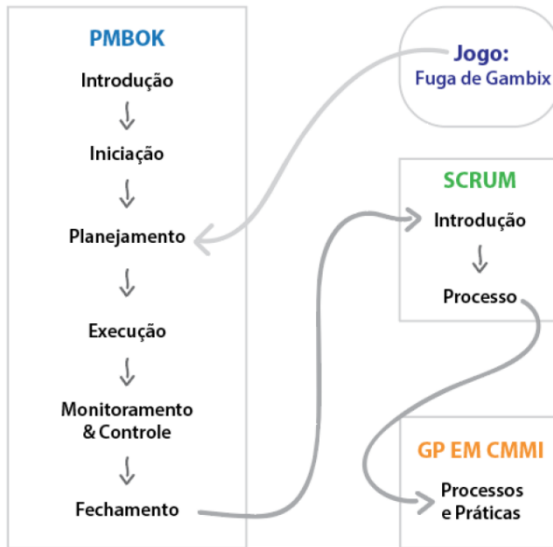 PMBOK
Introdução
Iniciação
Planejamento
Execução
Monitoramento
& Controle
Fechamento
Jogo:
Fuga de Gambix
SCRUM
Introdução
Processo
GP EM CMMI
Processos
e Práticas